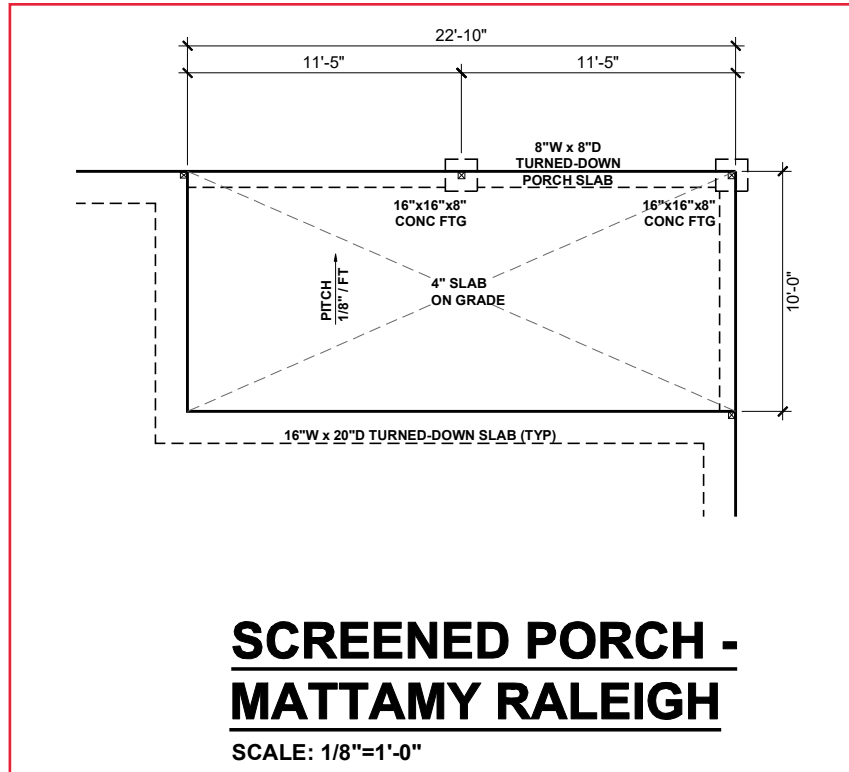 22'-10"
11'-5"
11'-5"
8"W x 8"D
TURNED-DOWN
PORCH SLAB
16"x16"x8"
CONC FTG
16"x16"x8"
CONC FTG
PITCH
1/8" / FT
4" SLAB
ON GRADE
10'-0"
16"W x 20"D TURNED-DOWN SLAB (TYP)
SCREENED PORCH -
MATTAMY RALEIGH
SCALE: 1/8"=1'-0"